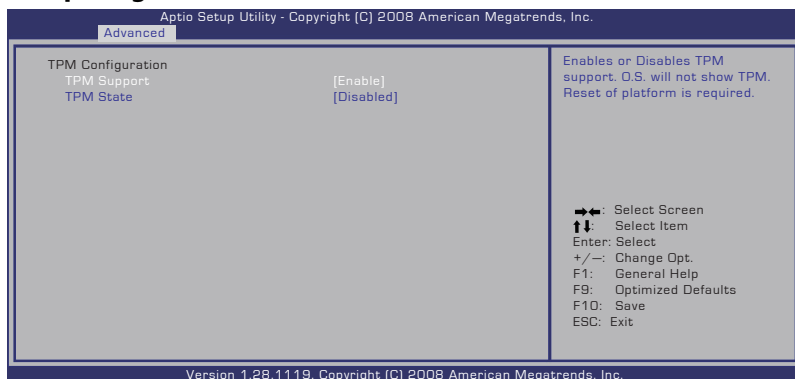 Aptio Setup Utility - Copyright (C) 2008 American Megatrends, Inc.
Advanced
TPM Configuration
TPM Support [Enable]
TPM State [Disabled]
Enables or Disables TPM
support. O.S. will not show TPM.
Reset of platform is required.
→←: Select Screen
↑↓: Select Item
Enter: Select
+/—: Change Opt.
F1: General Help
F9: Optimized Defaults
F10: Save
ESC: Exit
Version 1.28.1119. Copyright (C) 2008 American Megatrends, Inc.